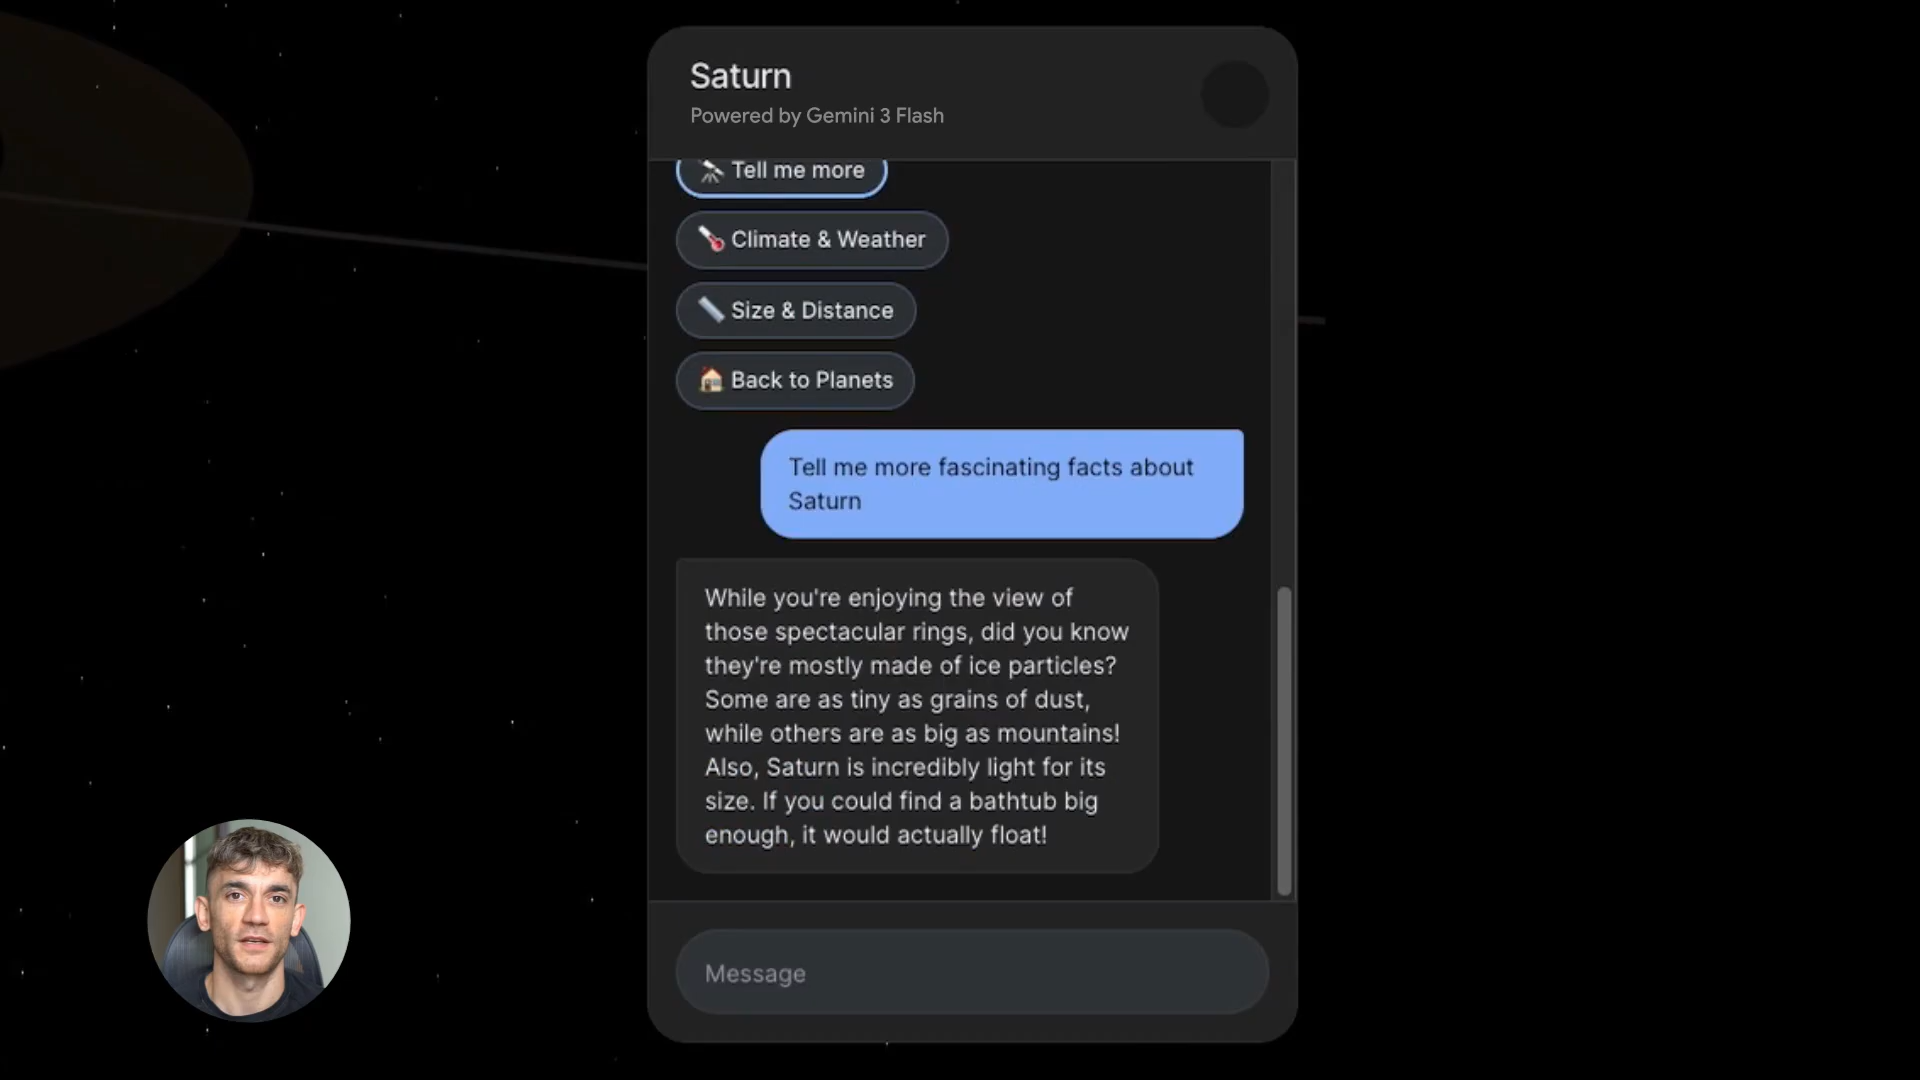 Saturn
Powered by Gemini 3 Flash
Tell me more
Climate & Weather
Size & Distance
Back to Planets
Tell me more fascinating facts about
Saturn
While you're enjoying the view of
those spectacular rings, did you know
they're mostly made of ice particles?
Some are as tiny as grains of dust,
while others are as big as mountains!
Also, Saturn is incredibly light for its
size. If you could find a bathtub big
enough, it would actually float!
Message